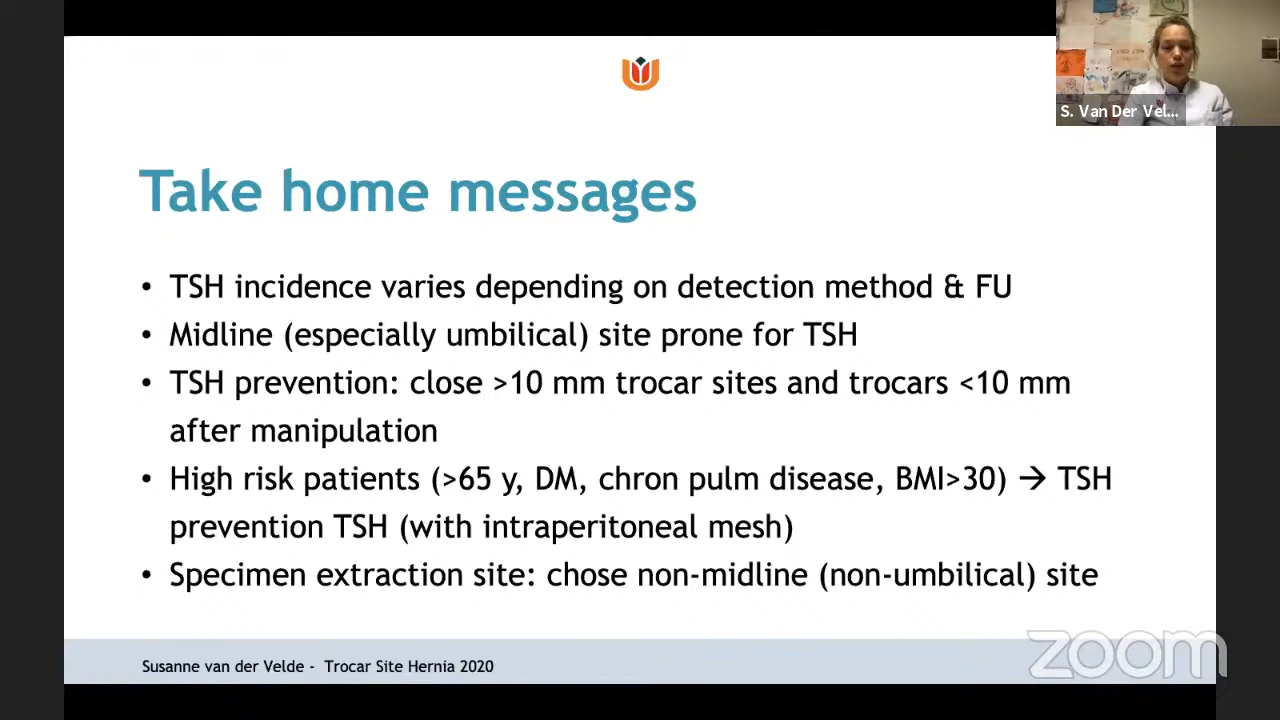 S. Van Der Vel...
Take home messages
• TSH incidence varies depending on detection method & FU
• Midline (especially umbilical) site prone for TSH
• TSH prevention: close >10 mm trocar sites and trocars <10 mm
after manipulation
• High risk patients (>65 y, DM, chron pulm disease, BMI>30) → TSH
prevention TSH (with intraperitoneal mesh)
• Specimen extraction site: chose non-midline (non-umbilical) site
Susanne van der Velde - Trocar Site Hernia 2020
zoom